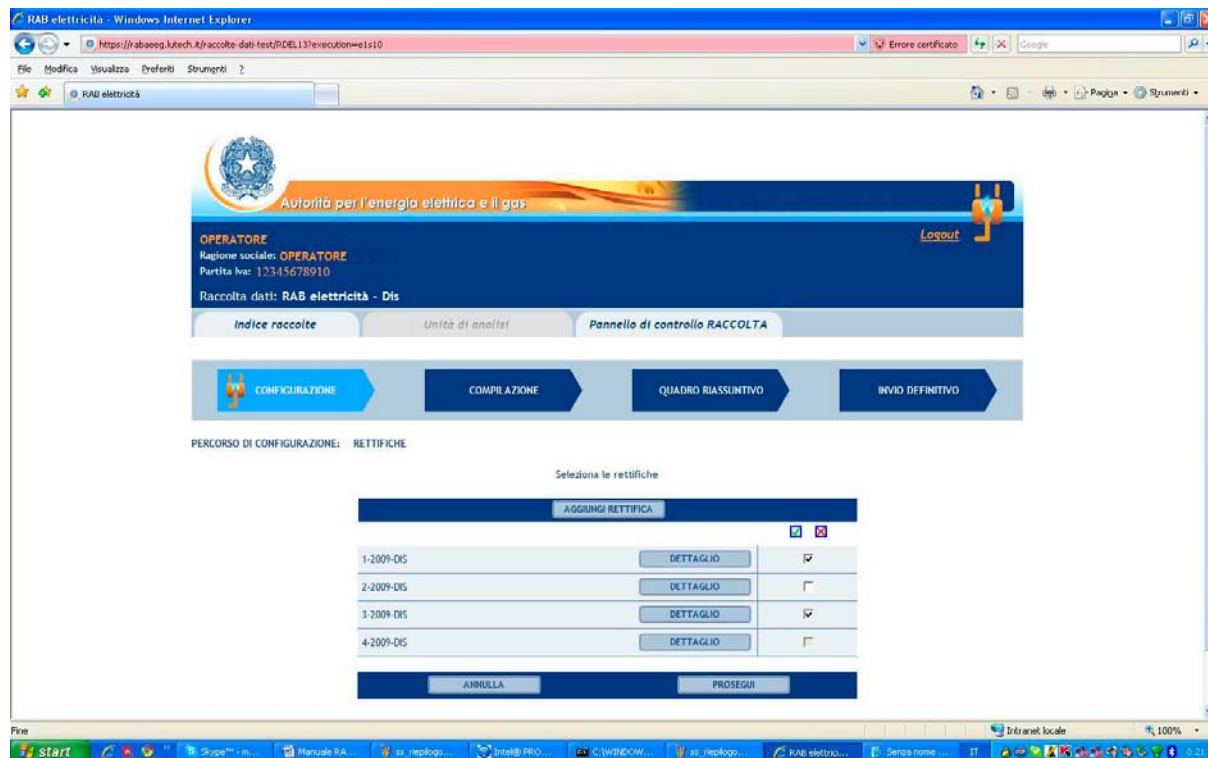 RAB elettricità - Windows Internet Explorer
https://rabaeeg.lutech.it/raccolte-dati-test/RDEL13?execution=e1s10
Errore certificato
Google
File Modifica Visualizza Preferiti Strumenti ?
RAB elettricità
Pagina
Strumenti
Autorità per l'energia elettrica e il gas
OPERATORE
Logout
Ragione sociale: OPERATORE
Partita Iva: 12345678910
Raccolta dati: RAB elettricità - Dis
Indice raccolte
Unità di analisi
Pannello di controllo RACCOLTA
CONFIGURAZIONE
COMPILAZIONE
QUADRO RIASSUNTIVO
INVIO DEFINITIVO
PERCORSO DI CONFIGURAZIONE: RETTIFICHE
Seleziona le rettifiche
AGGIUNGI RETTIFICA
1-2009-DIS DETTAGLIO
2-2009-DIS DETTAGLIO
3-2009-DIS DETTAGLIO
4-2009-DIS DETTAGLIO
ANNULLA
PROSEGUI
Fine
Intranet locale
100%
start
Skype™ - m...
Manuale RA...
ss_riepilogo...
Intel® PRO...
C:\WINDOW...
ss_riepilogo...
RAB elettrici...
Senza nome ...
IT
0.21